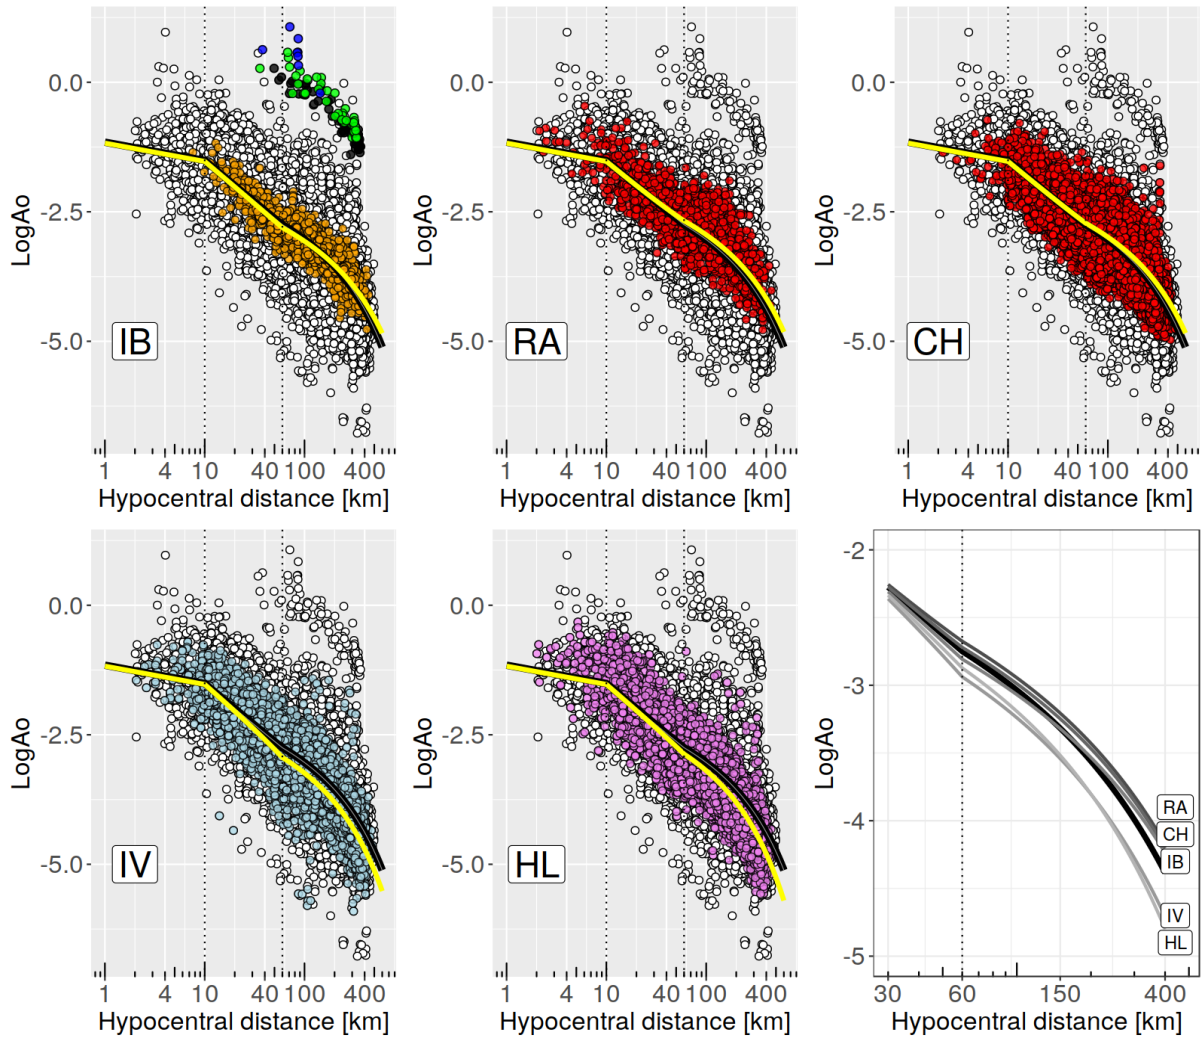 LogAo
0.0
-2.5
-5.0
IB
1 4 10 40 100 400
Hypocentral distance [km]
LogAo
0.0
-2.5
-5.0
RA
1 4 10 40 100 400
Hypocentral distance [km]
LogAo
0.0
-2.5
-5.0
CH
1 4 10 40 100 400
Hypocentral distance [km]
LogAo
0.0
-2.5
-5.0
IV
1 4 10 40 100 400
Hypocentral distance [km]
LogAo
0.0
-2.5
-5.0
HL
1 4 10 40 100 400
Hypocentral distance [km]
LogAo
-2
-3
-4
-5
RA
CH
IB
IV
HL
30 60 150 400
Hypocentral distance [km]